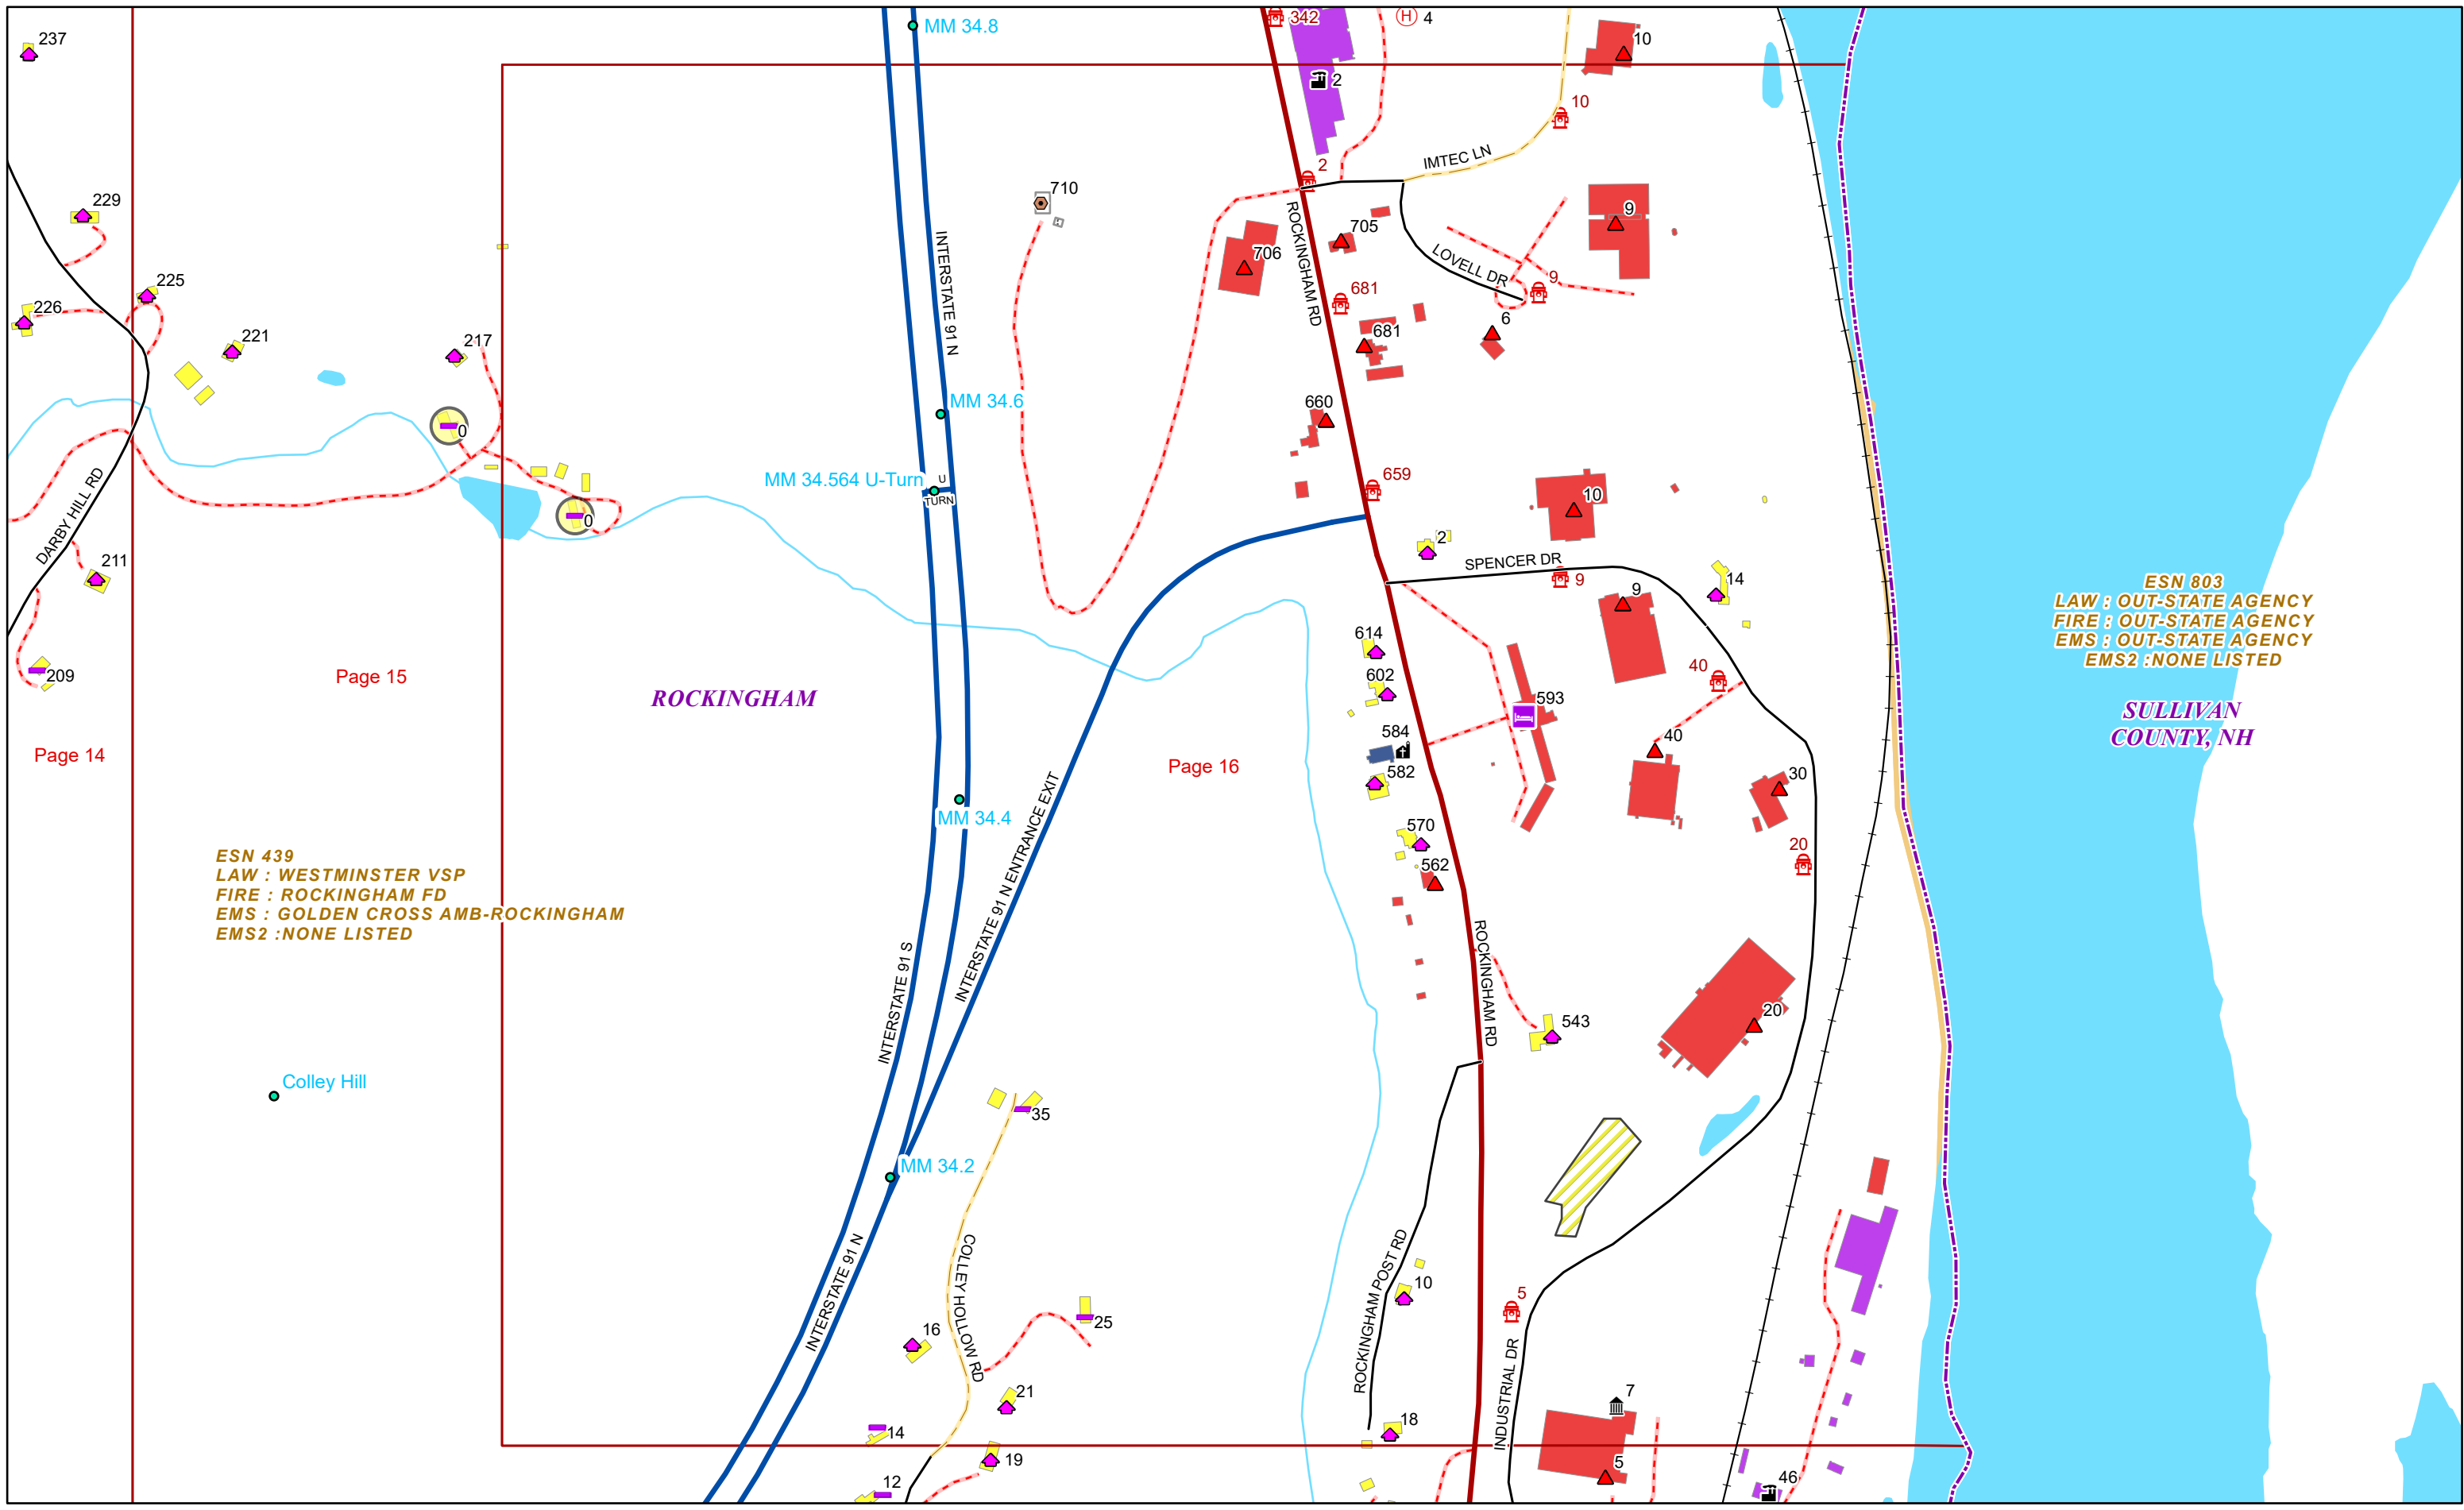 237
MM 34.8
342
4
10
2
10
2
IMTEC LN
229
710
9
705
706
LOVELL DR
ROCKINGHAM RD
INTERSTATE 91 N
225
226
221
217
681
9
6
681
MM 34.6
660
0
MM 34.564 U-Turn
U
TURN
659
10
0
DARBY HILL RD
2
SPENCER DR
9
211
14
9
ESN 803
LAW : OUT-STATE AGENCY
FIRE : OUT-STATE AGENCY
EMS : OUT-STATE AGENCY
EMS2 :NONE LISTED
614
209
Page 15
602
40
ROCKINGHAM
593
SULLIVAN
COUNTY, NH
584
40
Page 14
Page 16
582
30
MM 34.4
570
20
562
INTERSTATE 91 N ENTRANCE EXIT
ESN 439
LAW : WESTMINSTER VSP
FIRE : ROCKINGHAM FD
EMS : GOLDEN CROSS AMB-ROCKINGHAM
EMS2 :NONE LISTED
INTERSTATE 91 S
ROCKINGHAM RD
20
543
Colley Hill
35
MM 34.2
INTERSTATE 91 N
COLLEY HOLLOW RD
ROCKINGHAM POST RD
10
5
25
16
INDUSTRIAL DR
21
7
18
14
19
5
12
46
H